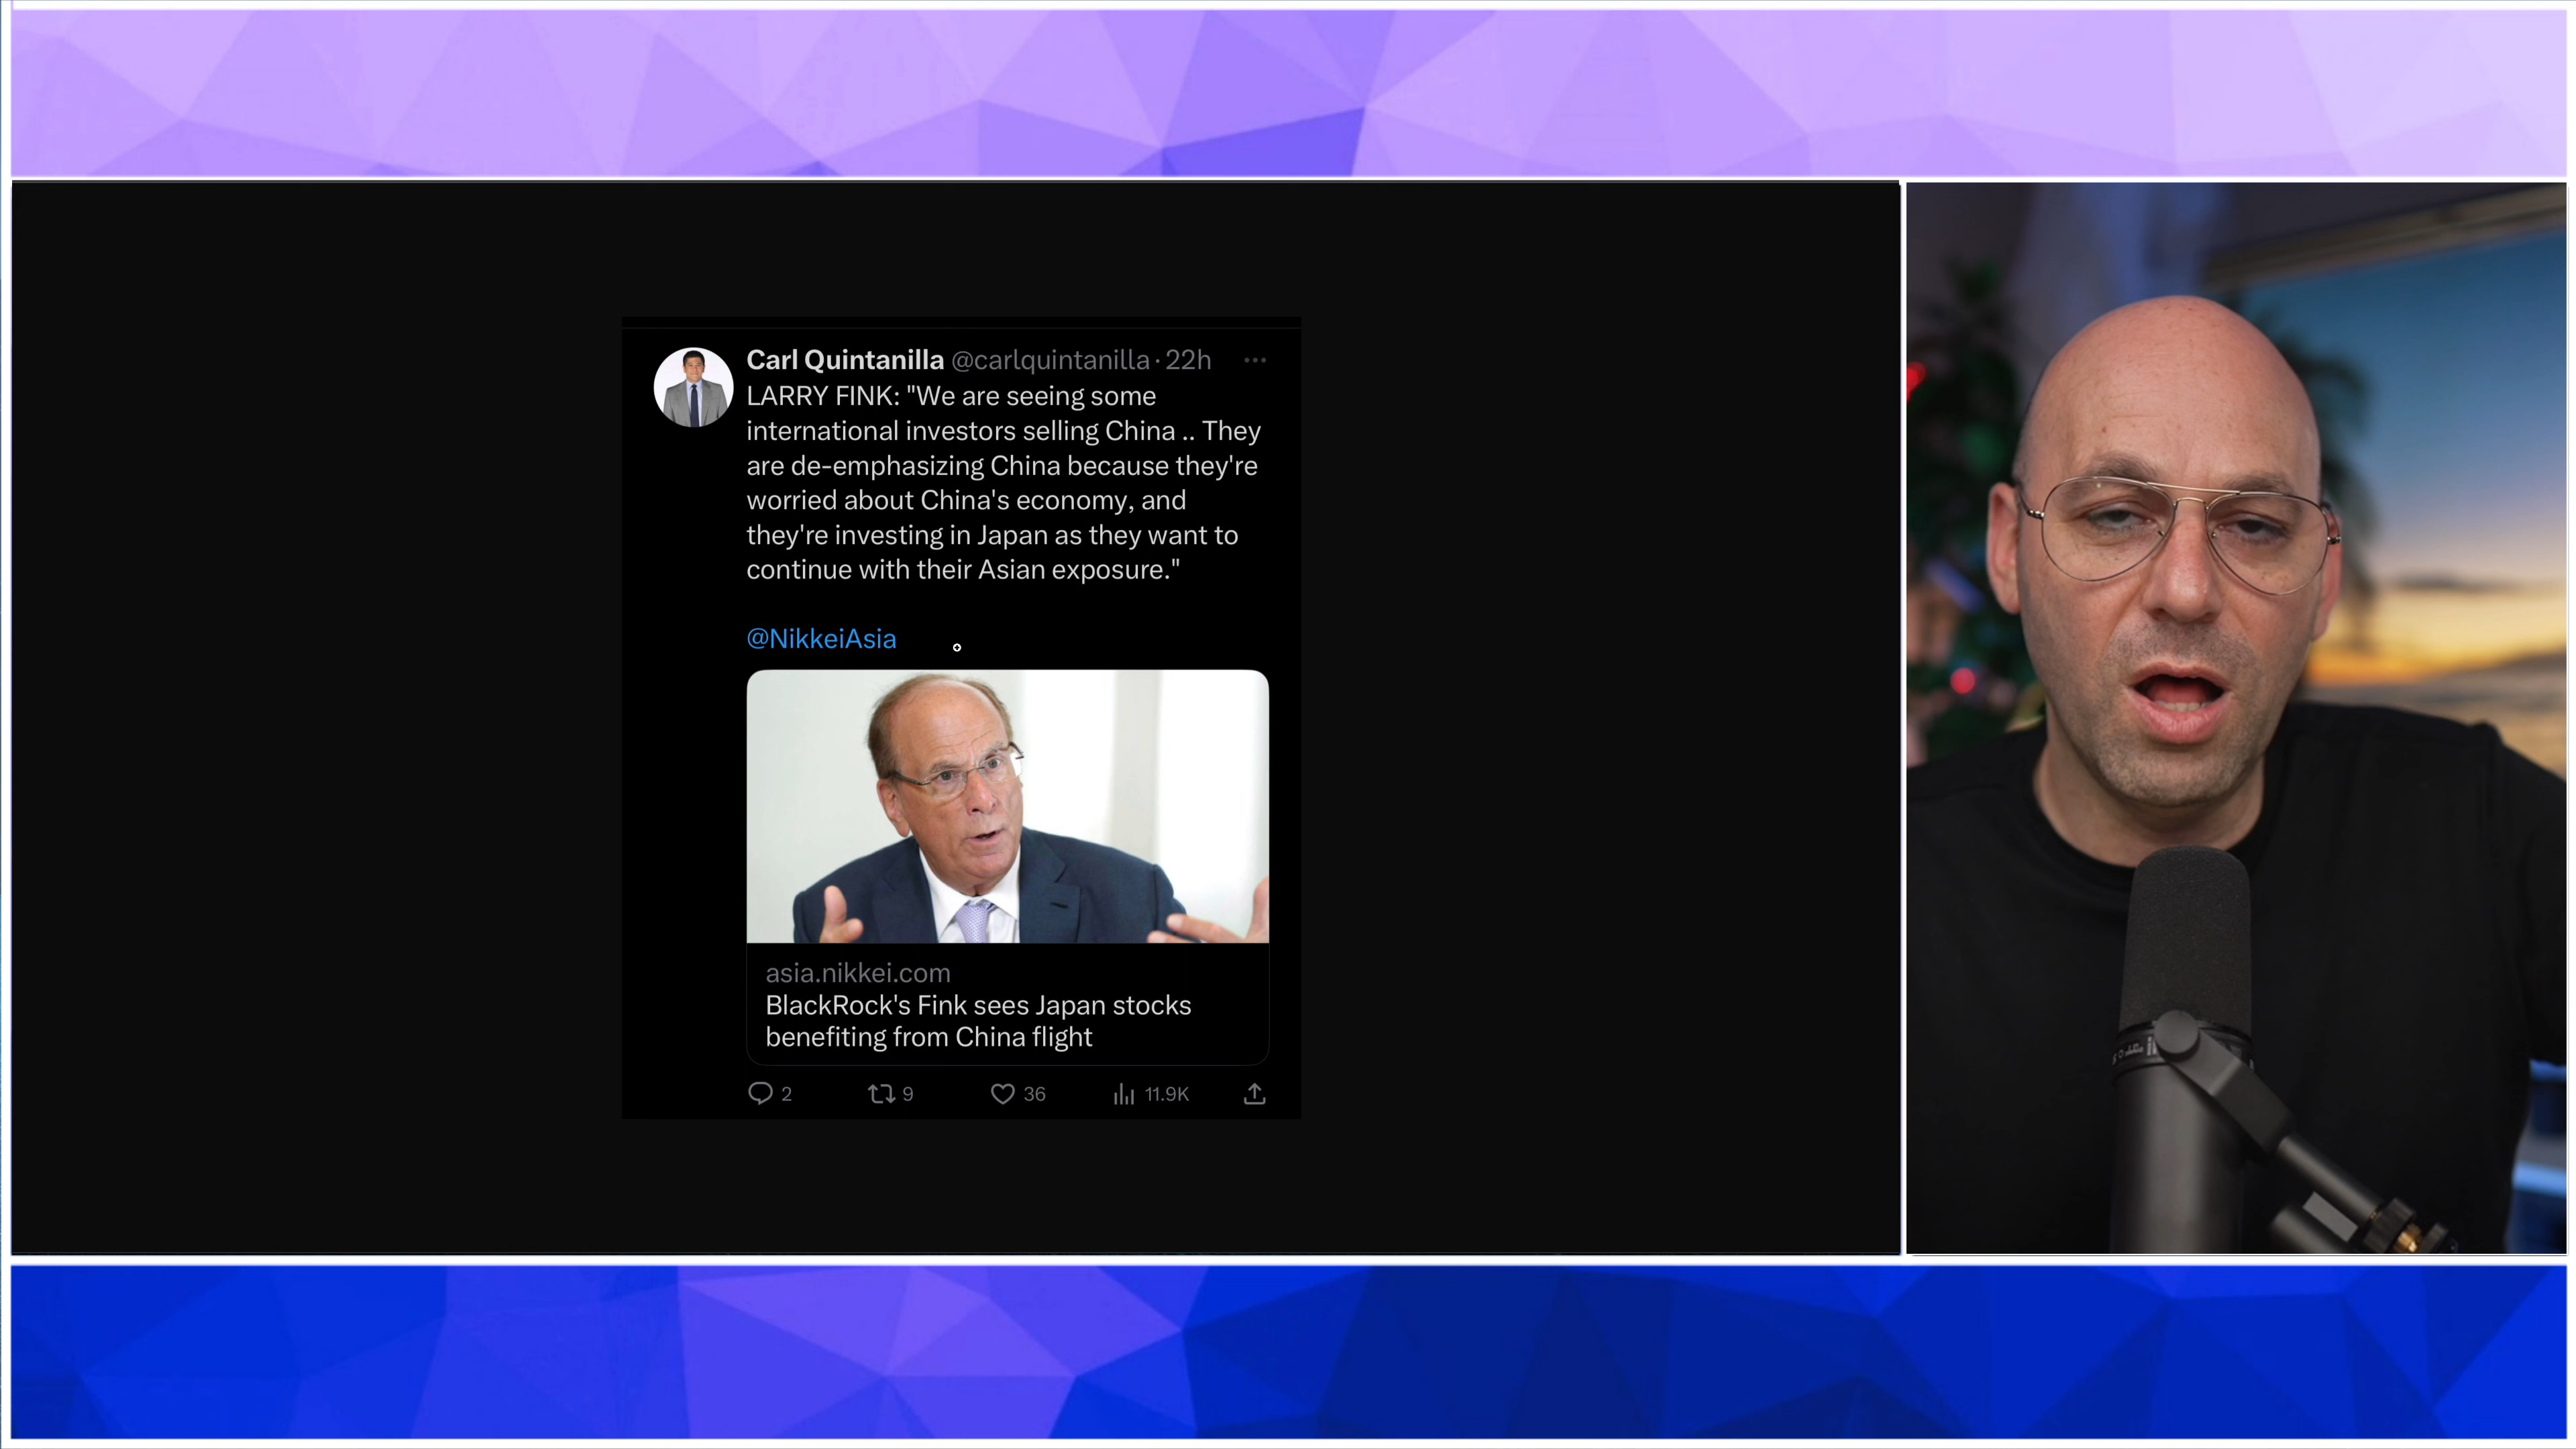 Carl Quintanilla @carlquintanilla · 22h
LARRY FINK: "We are seeing some
international investors selling China .. They
are de-emphasizing China because they're
worried about China's economy, and
they're investing in Japan as they want to
continue with their Asian exposure."
@NikkeiAsia
asia.nikkei.com
BlackRock's Fink sees Japan stocks
benefiting from China flight
2 9 36 11.9K